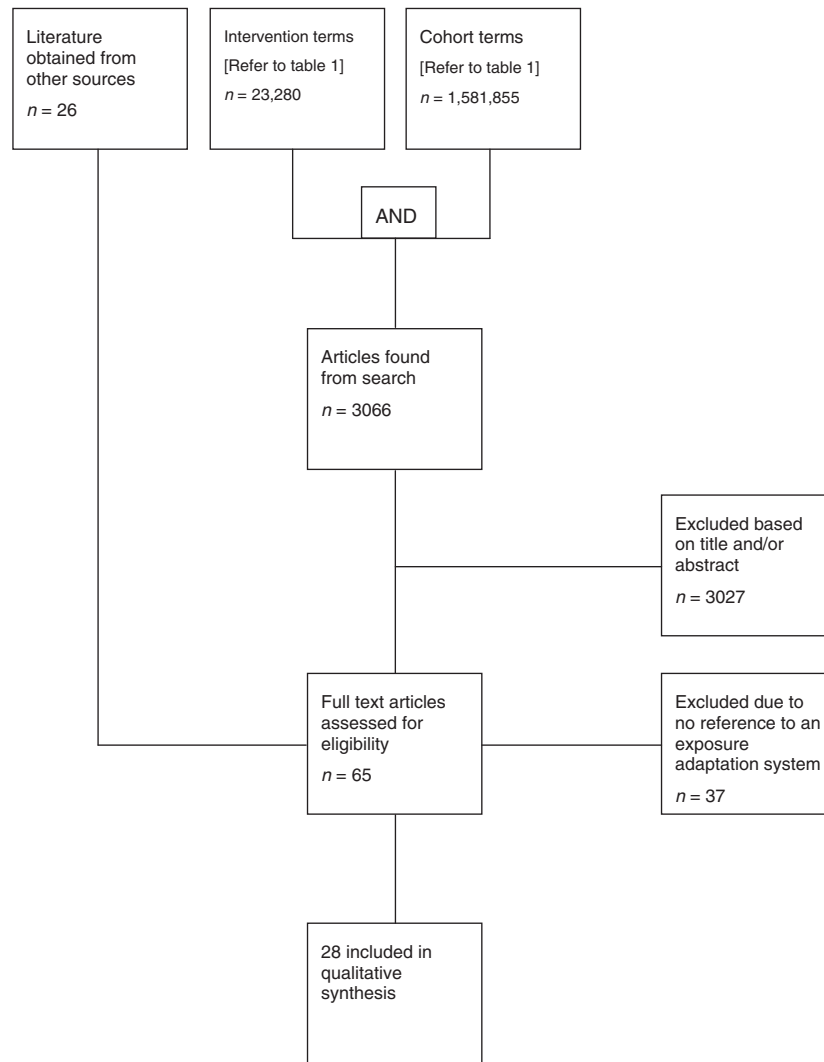 Literature
obtained from
other sources
n = 26
Intervention terms
[Refer to table 1]
n = 23,280
Cohort terms
[Refer to table 1]
n = 1,581,855
AND
Articles found
from search
n = 3066
Excluded based
on title and/or
abstract
n = 3027
Full text articles
assessed for
eligibility
n = 65
Excluded due to
no reference to an
exposure
adaptation system
n = 37
28 included in
qualitative
synthesis